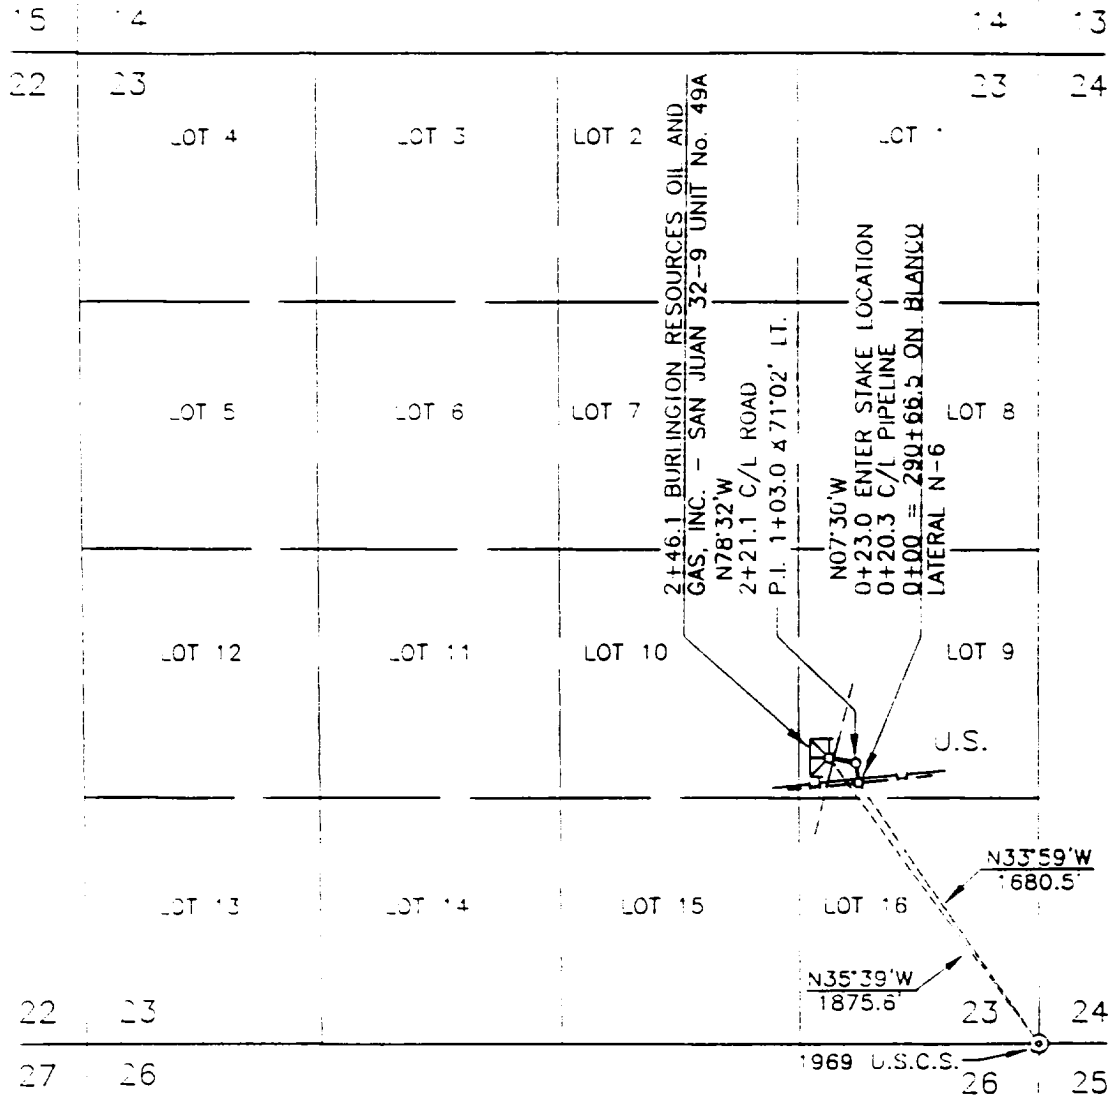 15 14 14 13
22 23 23 24
LOT 4 LOT 3 LOT 2 LOT 1
2+46.1 BURLINGTON RESOURCES OIL AND
GAS, INC. - SAN JUAN 32-9 UNIT No. 49A
N78°32'W
2+21.1 C/L ROAD
P.I. 1+03.0 ∡ 71°02' LT.
N07°30'W
0+23.0 ENTER STAKE LOCATION
0+20.3 C/L PIPELINE
0+00 = 290+66.5 ON BLANCO
LATERAL N-6
LOT 5 LOT 6 LOT 7 LOT 8
LOT 12 LOT 11 LOT 10 LOT 9
U.S.
N33°59'W
1680.5'
LOT 13 LOT 14 LOT 15 LOT 16
N35°39'W
1875.6'
22 23 23 24
1969 U.S.C.S.
27 26 26 25